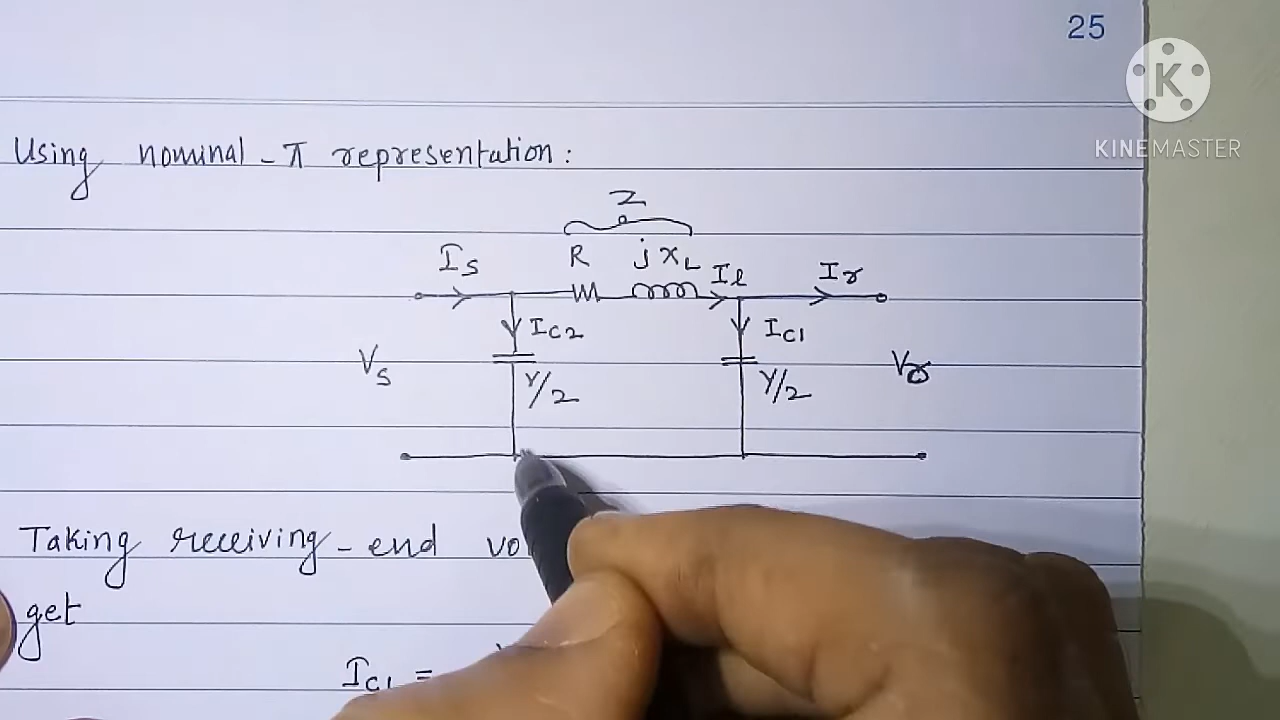 25
K
KINEMASTER
Using nominal - π representation :
Z
R jXL
Is Il Ir
IC2 IC1
Vs Vr
Y/2 Y/2
Taking receiving - end
get
IC1 =